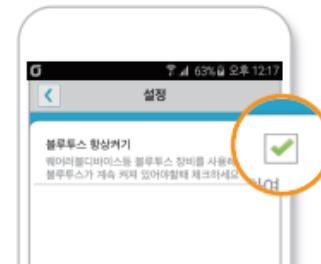 63% 오후 12:17
설정
블루투스 항상켜기
웨어러블디바이스등 블루투스 장비를 사용하
블루투스가 계속 켜져 있어야할때 체크하세요
하여